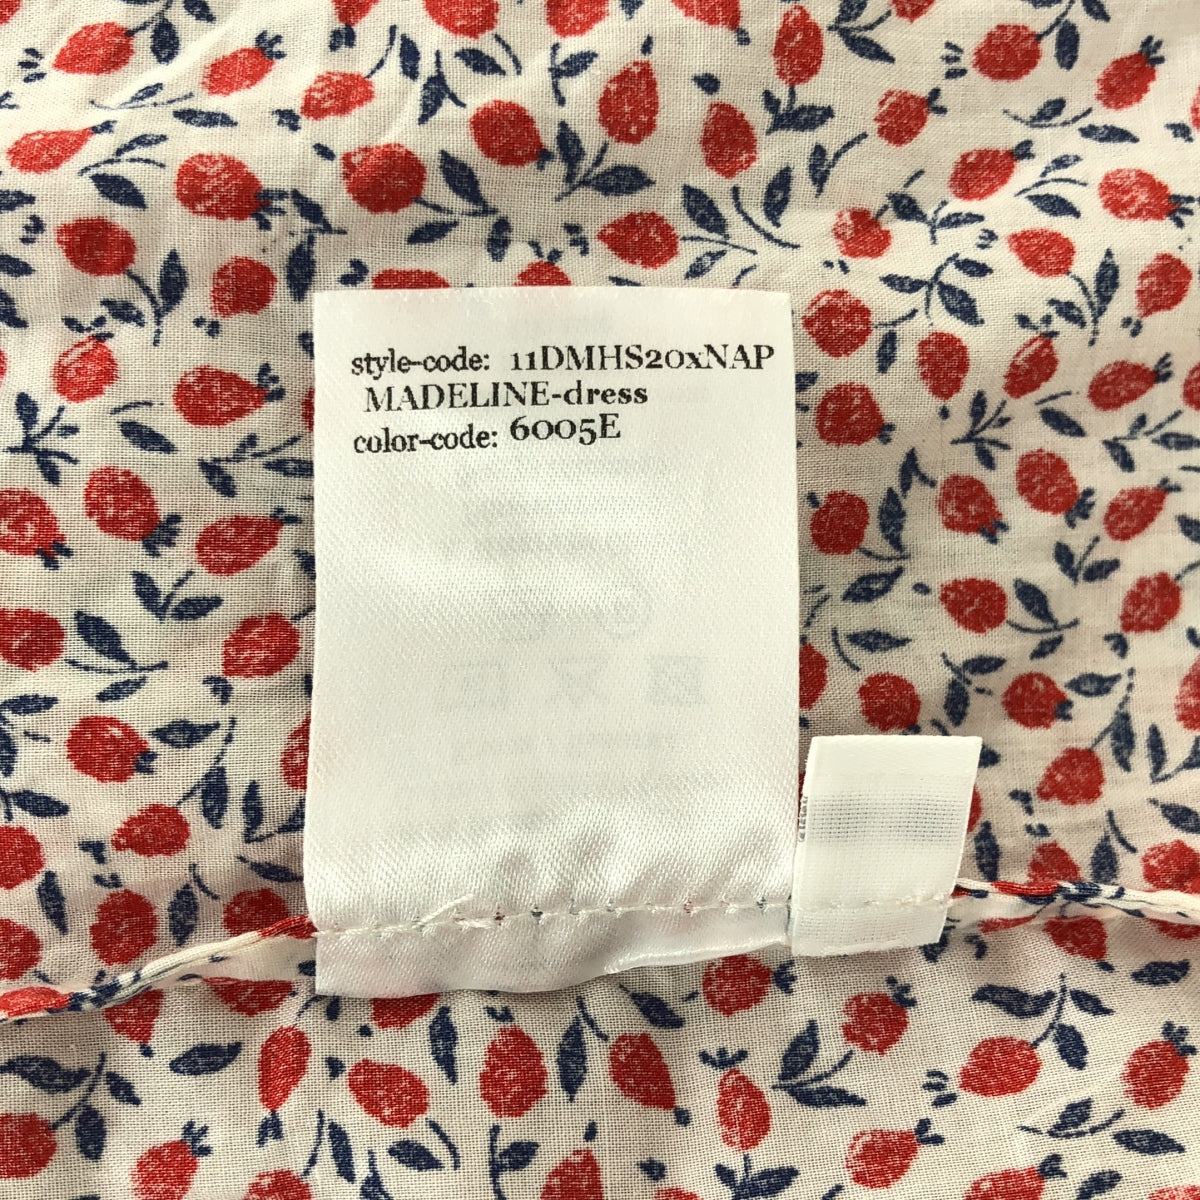 style-code: 11DMHS20xNAP
MADELINE-dress
color-code: 6005E